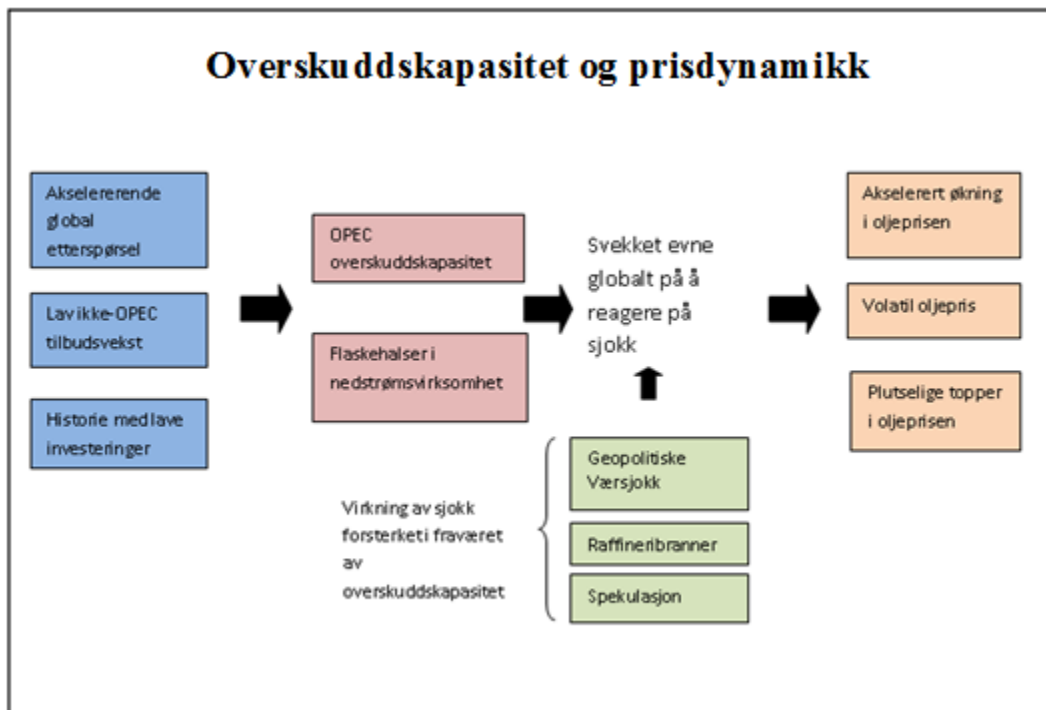 Overskuddskapasitet og prisdynamikk
Akselererende
global
etterspørsel
Lav ikke-OPEC
tilbudsvekst
Historie med lave
investeringer
OPEC
overskuddskapasitet
Flaskehalser i
nedstrømsvirksomhet
Svekket evne
globalt på å
reagere på
sjokk
Virkning av sjokk
forsterket i fraværet
av
overskuddskapasitet
Geopolitiske
Værsjokk
Raffineribranner
Spekulasjon
Akselerert økning
i oljeprisen
Volatil oljepris
Plutselige topper
i oljeprisen